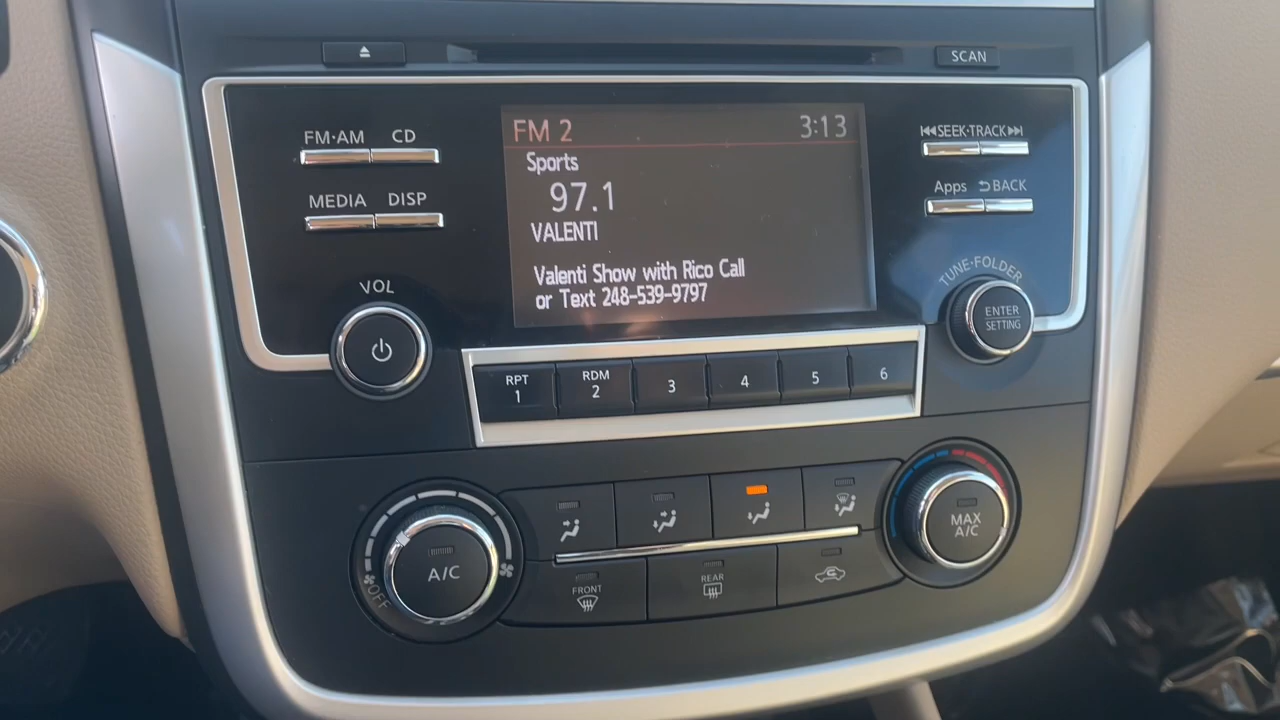 SCAN
FM·AM CD
MEDIA DISP
VOL
FM 2 3:13
Sports
97.1
VALENTI
Valenti Show with Rico Call
or Text 248-539-9797
SEEK·TRACK
Apps BACK
TUNE·FOLDER
ENTER
SETTING
RPT RDM
1 2 3 4 5 6
A/C
OFF
FRONT
REAR
MAX
A/C